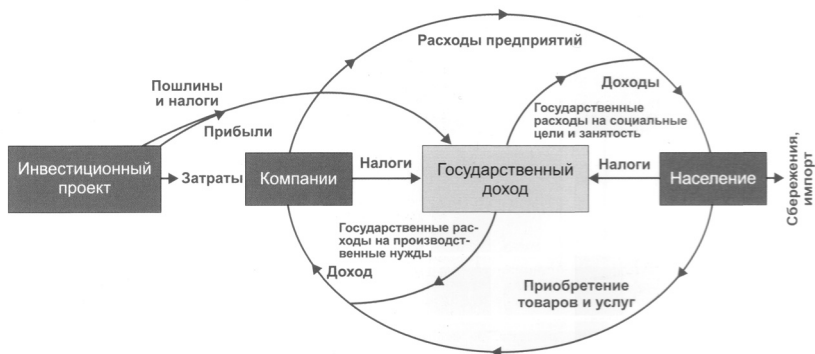 Расходы предприятий
Пошлины
и налоги
Прибыли
Доходы
Государственные
расходы на социальные
цели и занятость
Инвестиционный
проект
Затраты
Компании
Налоги
Государственный
доход
Налоги
Население
Сбережения,
импорт
Государственные рас-
ходы на производст-
венные нужды
Доход
Приобретение
товаров и услуг